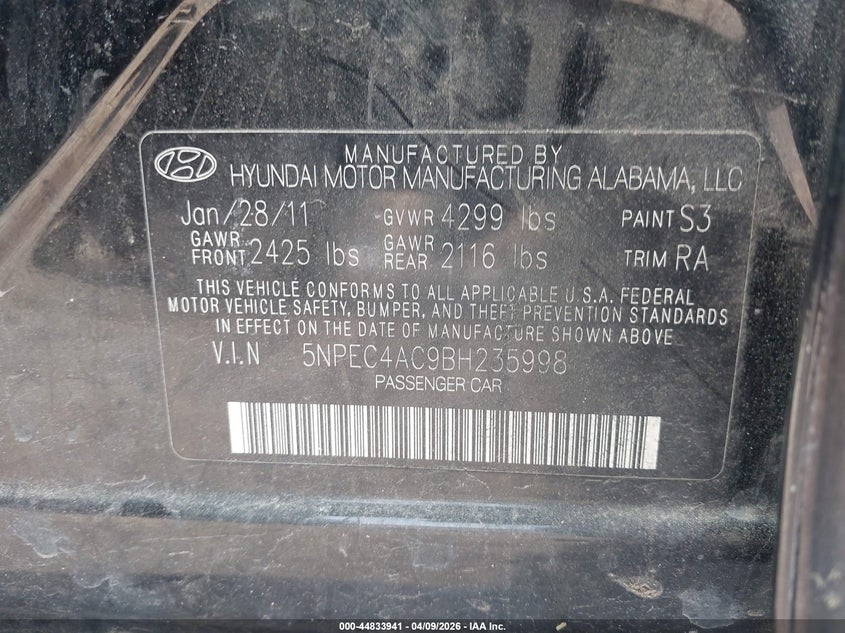 MANUFACTURED BY
HYUNDAI MOTOR MANUFACTURING ALABAMA, LLC
Jan/28/11 GVWR 4299 lbs PAINT S3
GAWR FRONT 2425 lbs GAWR REAR 2116 lbs TRIM RA
THIS VEHICLE CONFORMS TO ALL APPLICABLE U.S.A. FEDERAL
MOTOR VEHICLE SAFETY, BUMPER, AND THEFT PREVENTION STANDARDS
IN EFFECT ON THE DATE OF MANUFACTURE SHOWN ABOVE
V.I.N 5NPEC4AC9BH235998
PASSENGER CAR
000-44833941 - 04/09/2026 - IAA Inc.